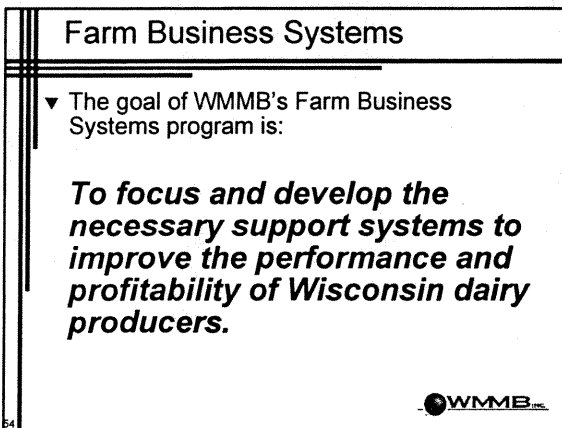 Farm Business Systems
▼ The goal of WMMB's Farm Business
Systems program is:
To focus and develop the
necessary support systems to
improve the performance and
profitability of Wisconsin dairy
producers.
WMMB INC.
54